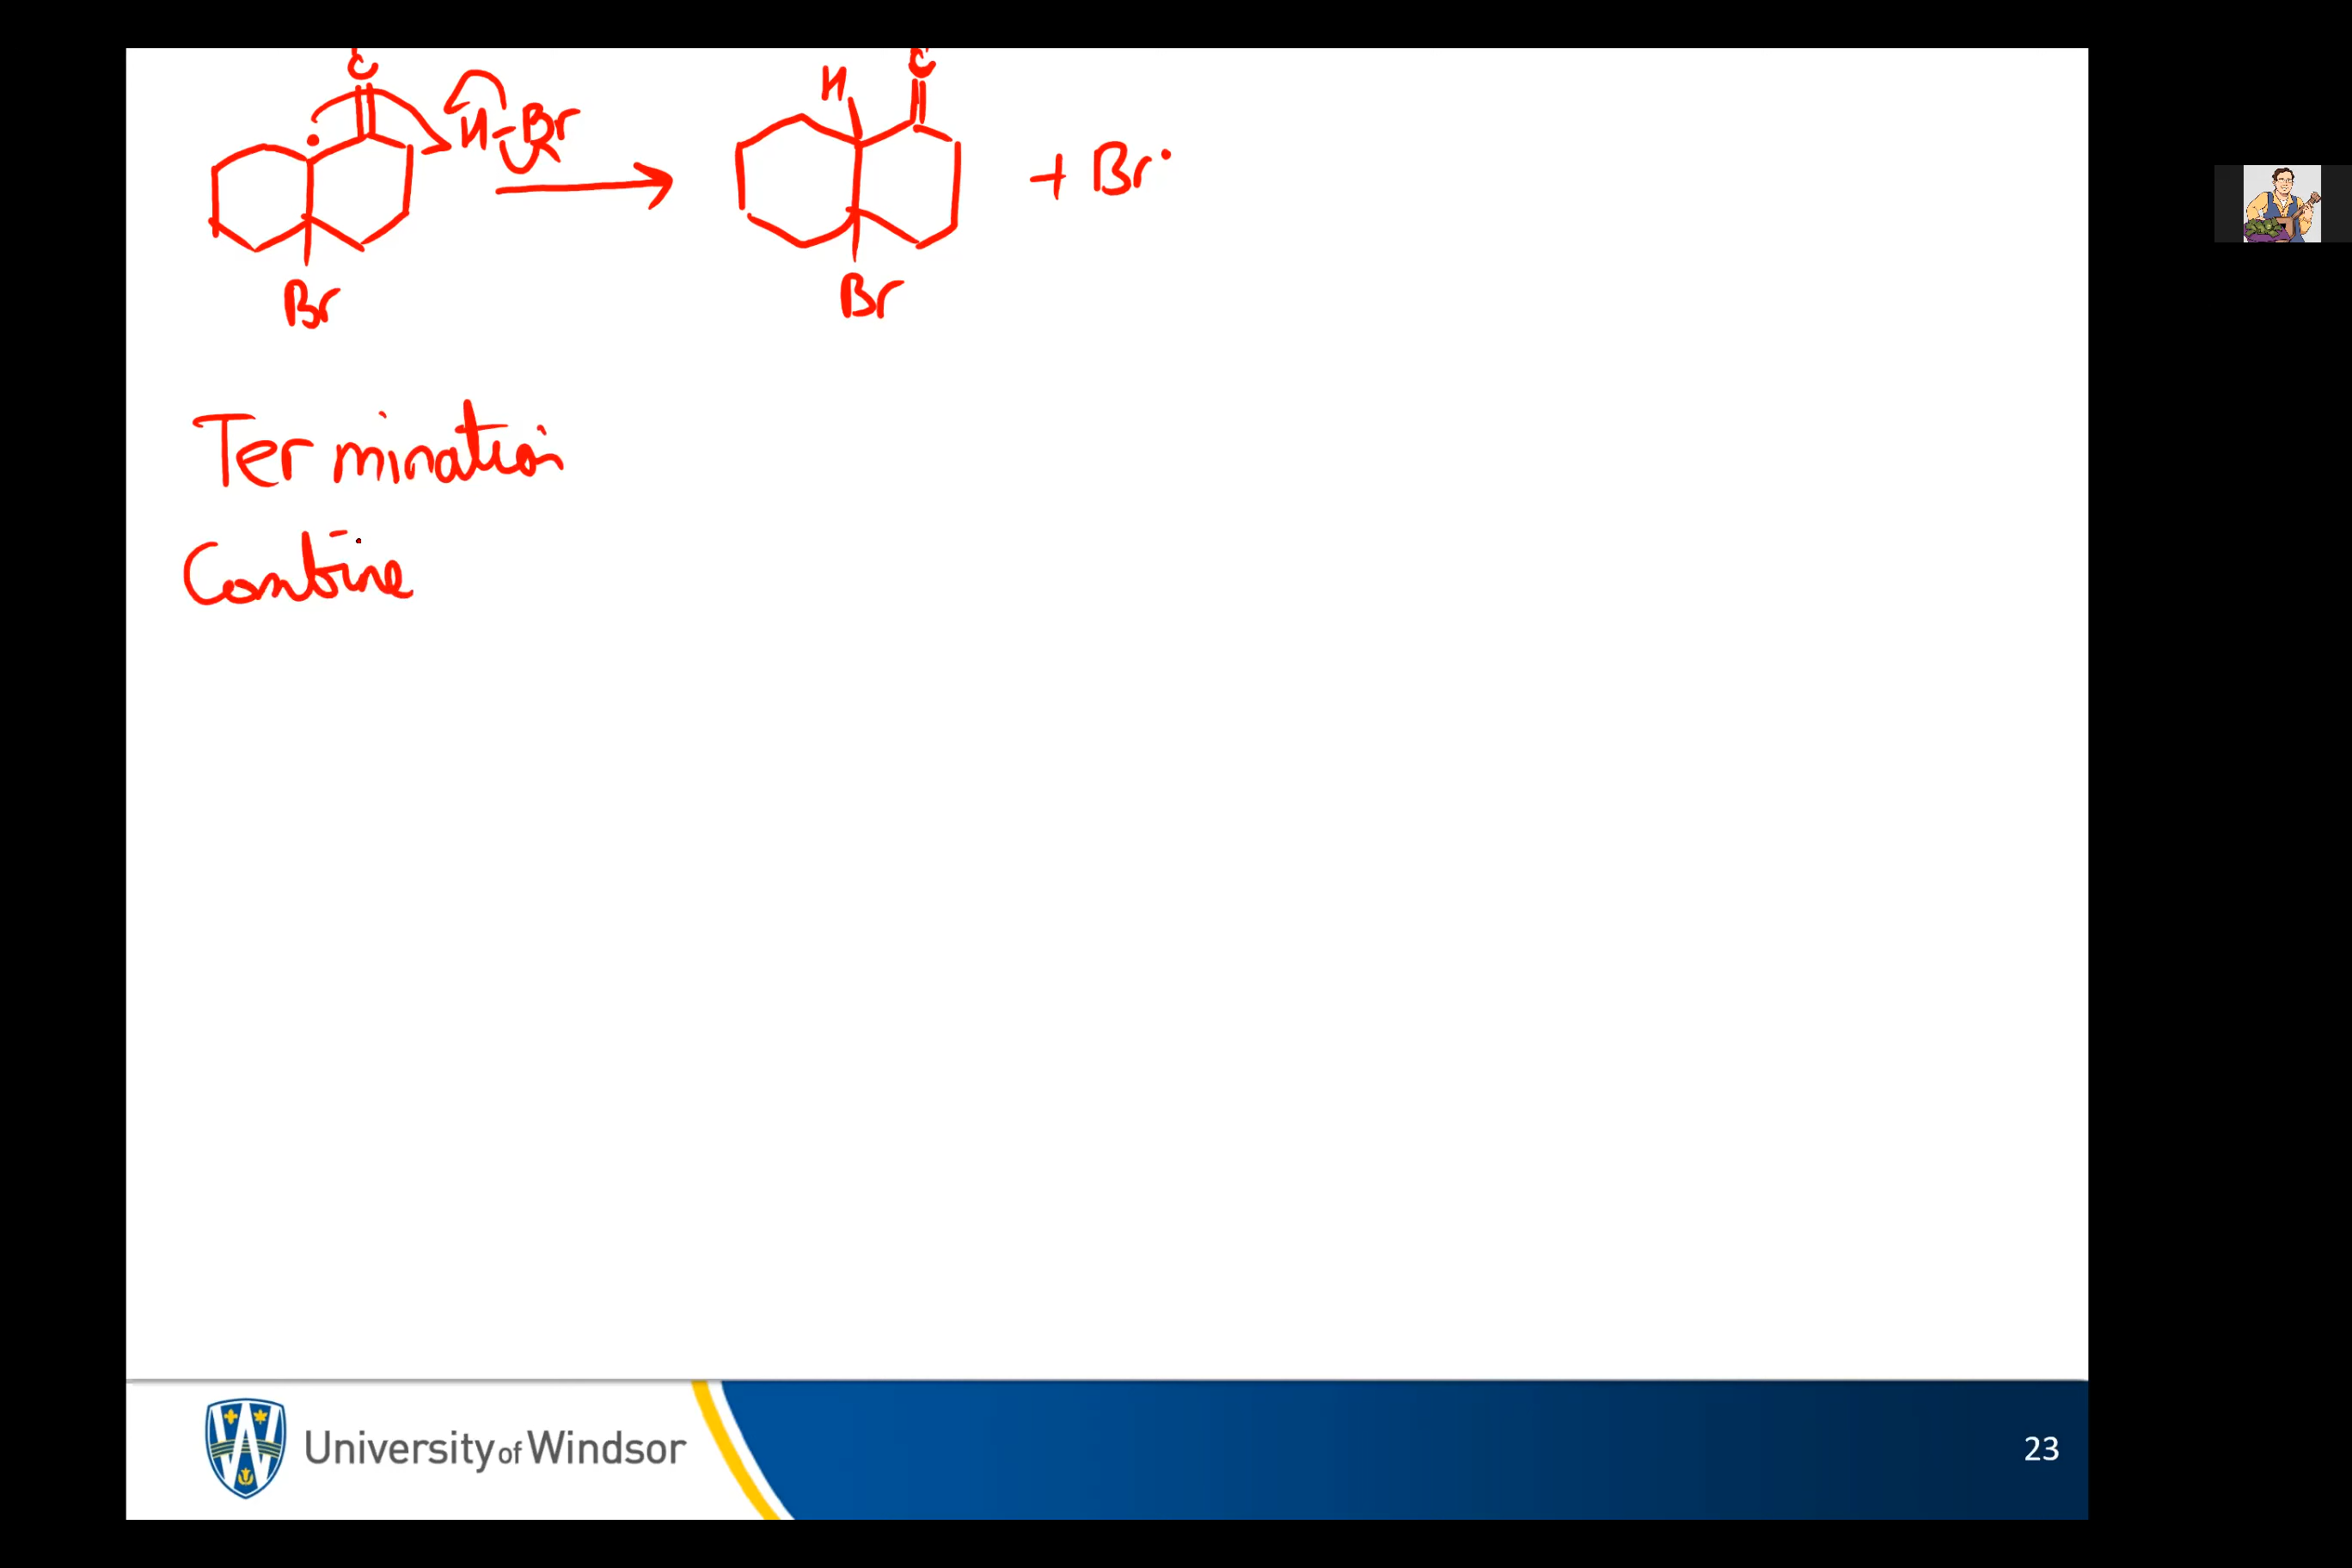 H-Br
H
+ Br•
Br
Br
Termination
Combine
University of Windsor
23